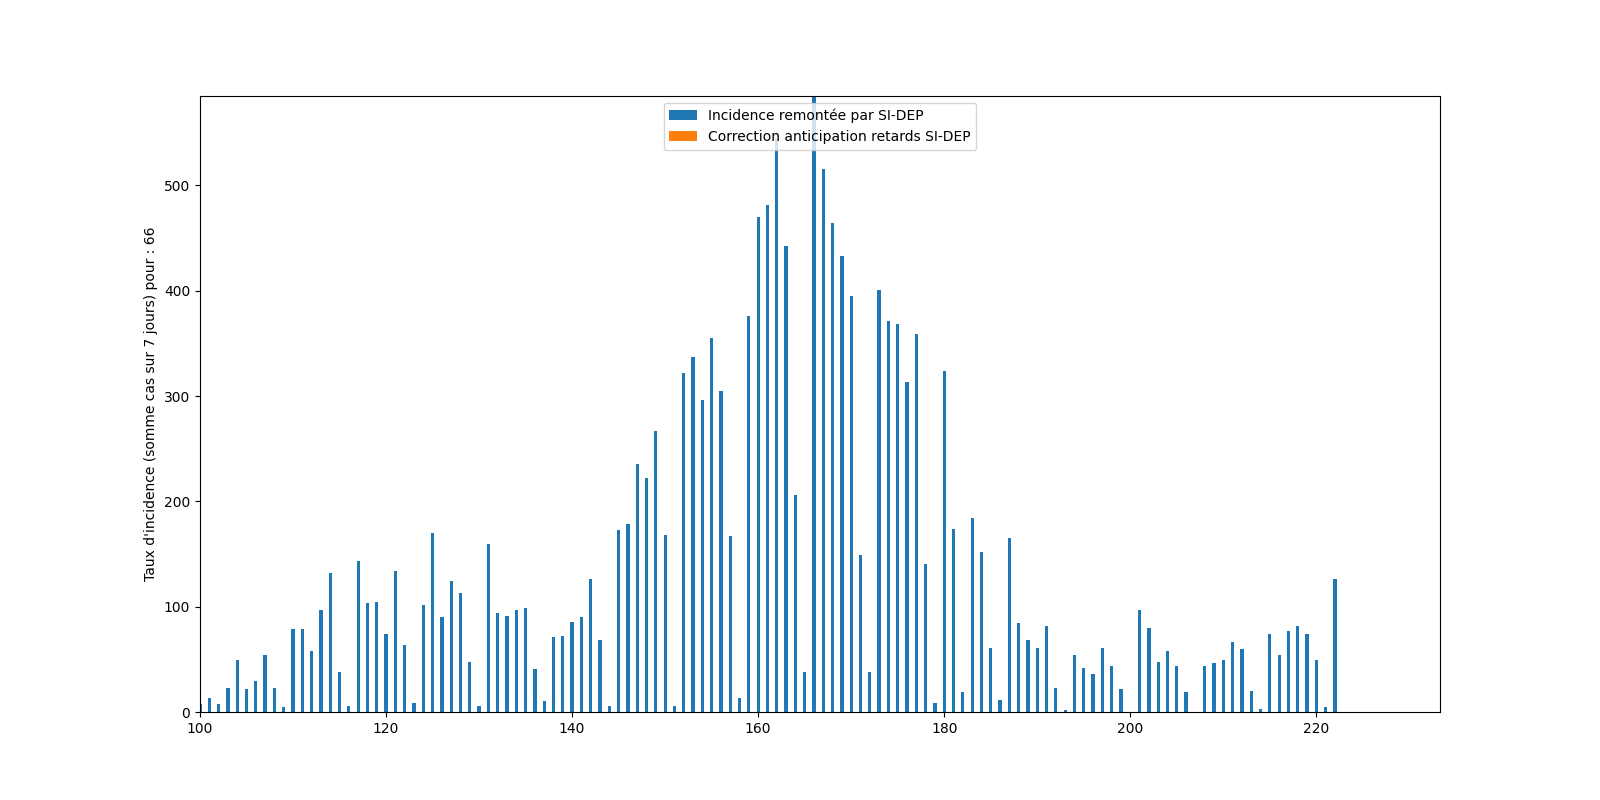 Incidence remontée par SI-DEP
Correction anticipation retards SI-DEP
Taux d'incidence (somme cas sur 7 jours) pour : 66
500
400
300
200
100
0
100 120 140 160 180 200 220